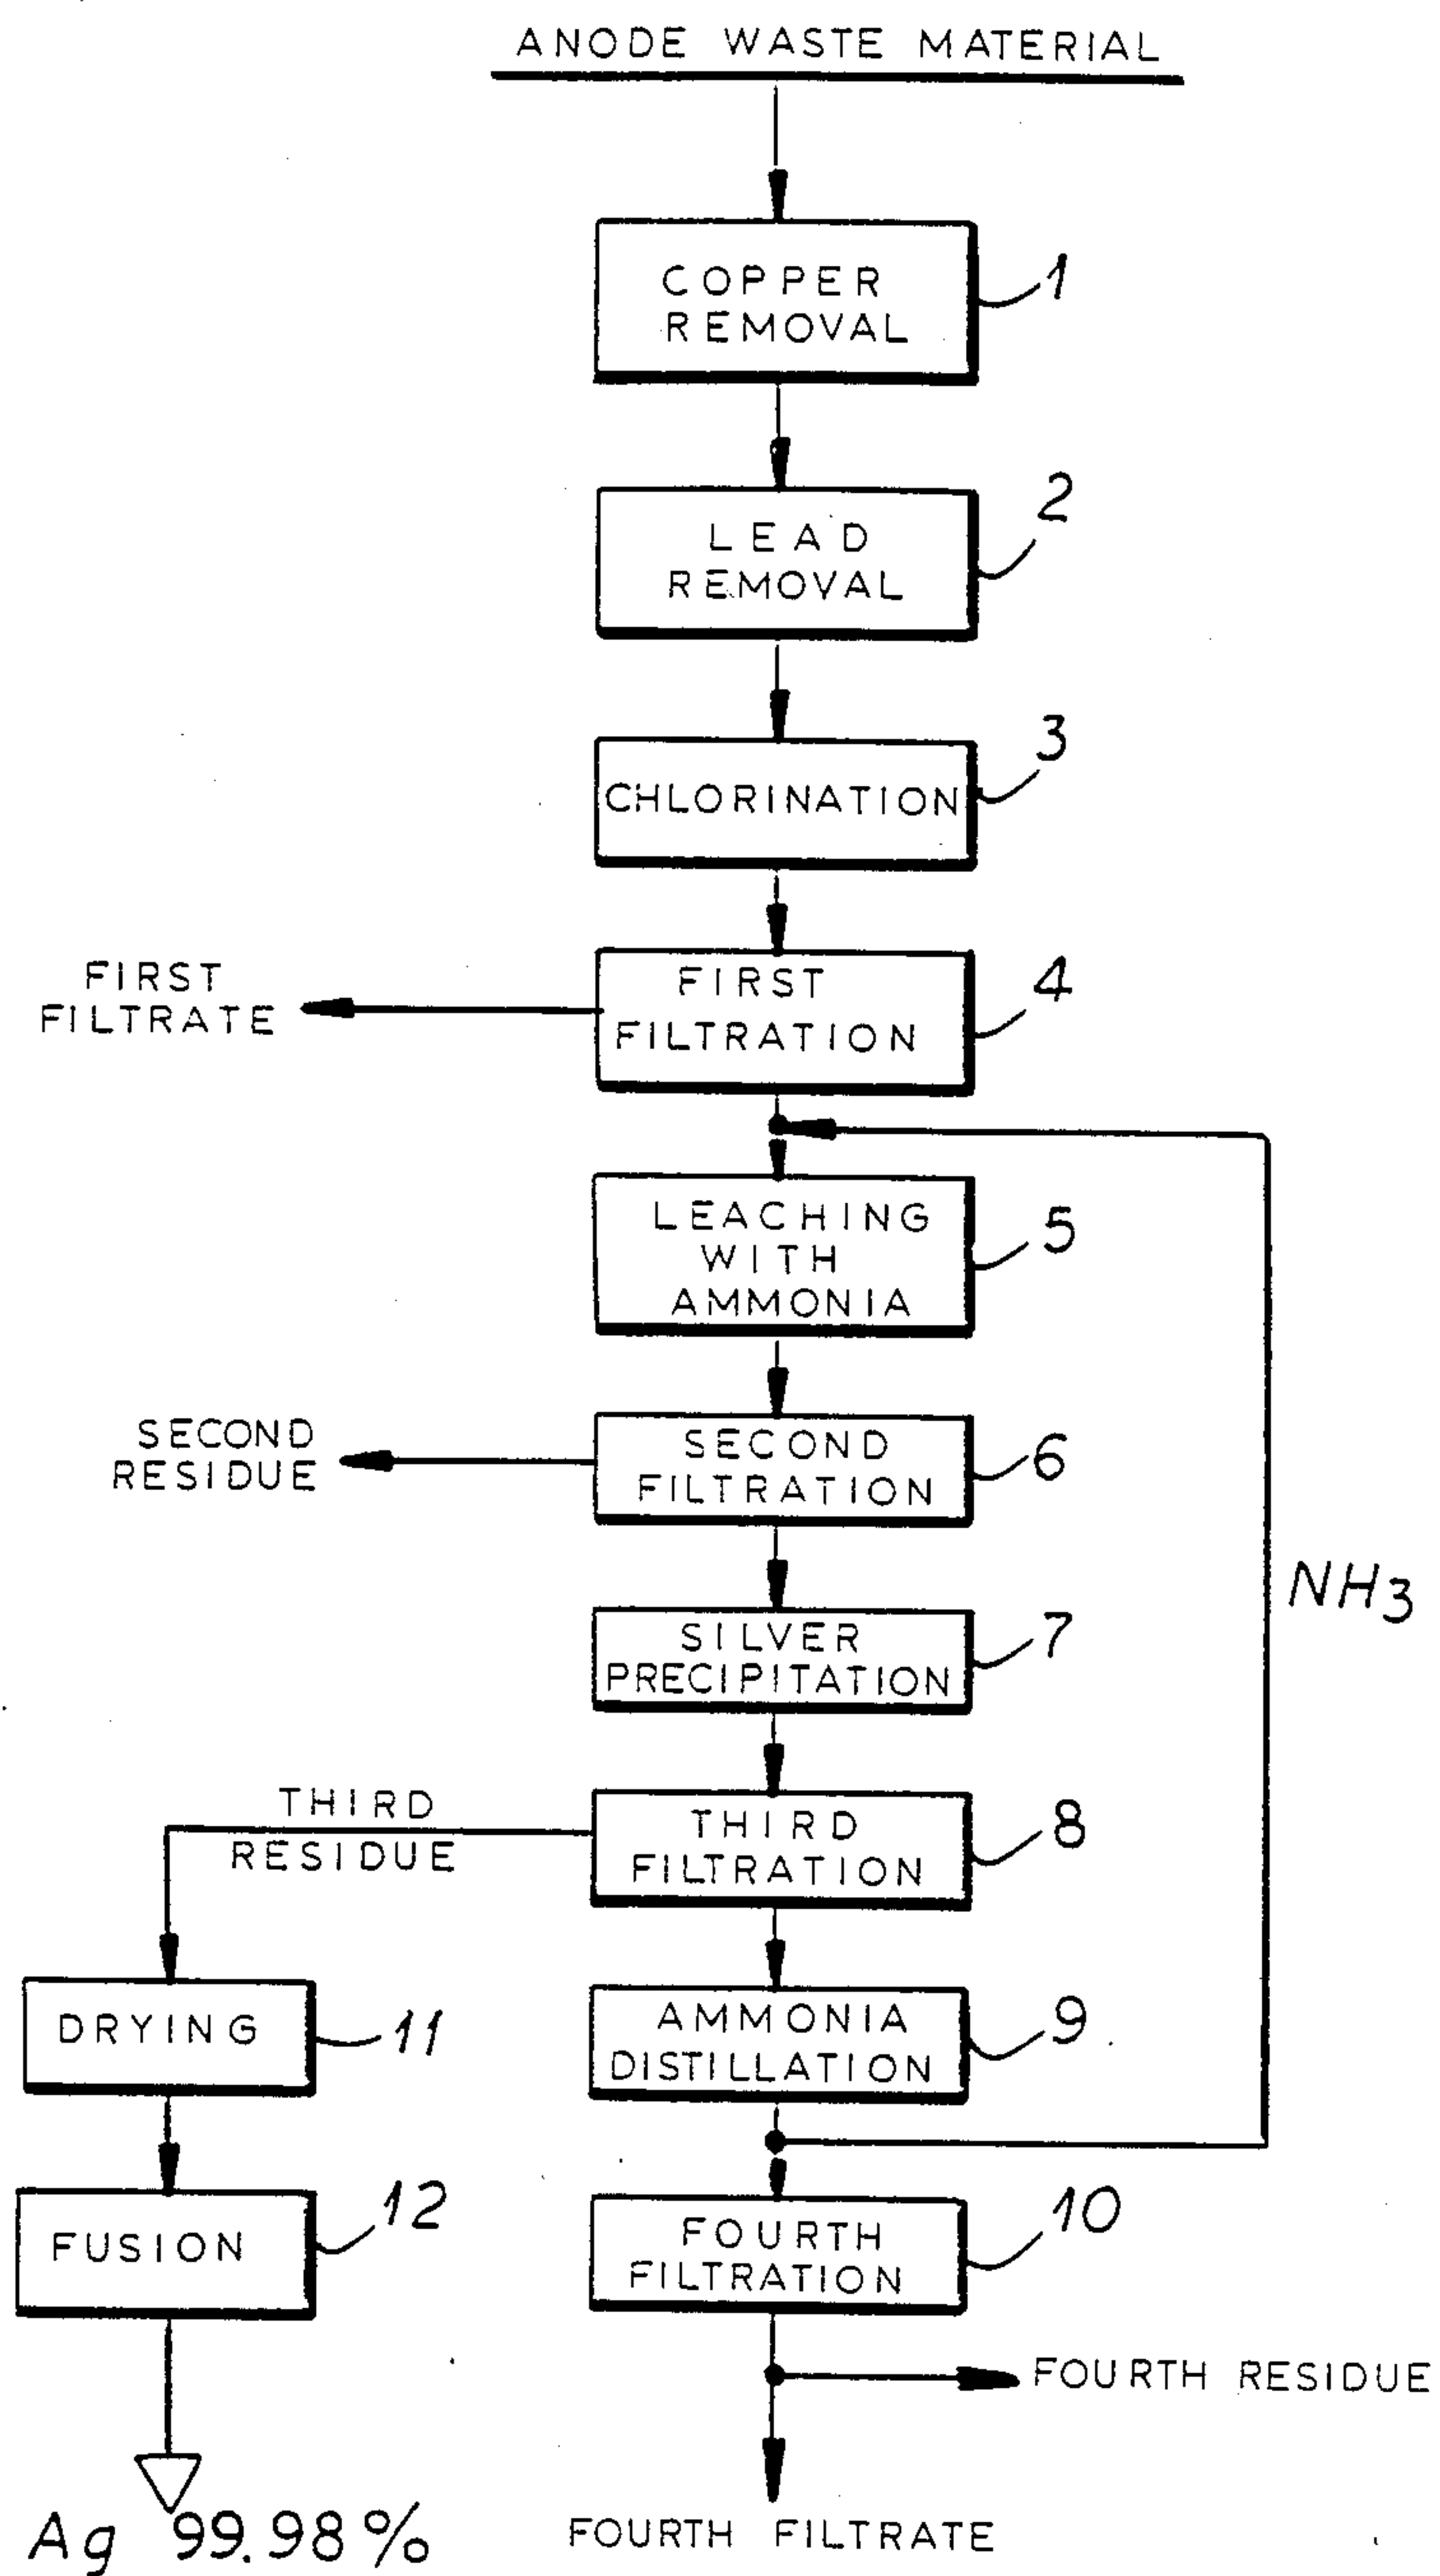 ANODE WASTE MATERIAL
COPPER
REMOVAL
1
LEAD
REMOVAL
2
CHLORINATION
3
FIRST
FILTRATE
FIRST
FILTRATION
4
LEACHING
WITH
AMMONIA
5
SECOND
RESIDUE
SECOND
FILTRATION
6
NH3
SILVER
PRECIPITATION
7
THIRD
RESIDUE
THIRD
FILTRATION
8
DRYING
11
AMMONIA
DISTILLATION
9
FUSION
12
FOURTH
FILTRATION
10
FOURTH RESIDUE
Ag 99.98%
FOURTH FILTRATE